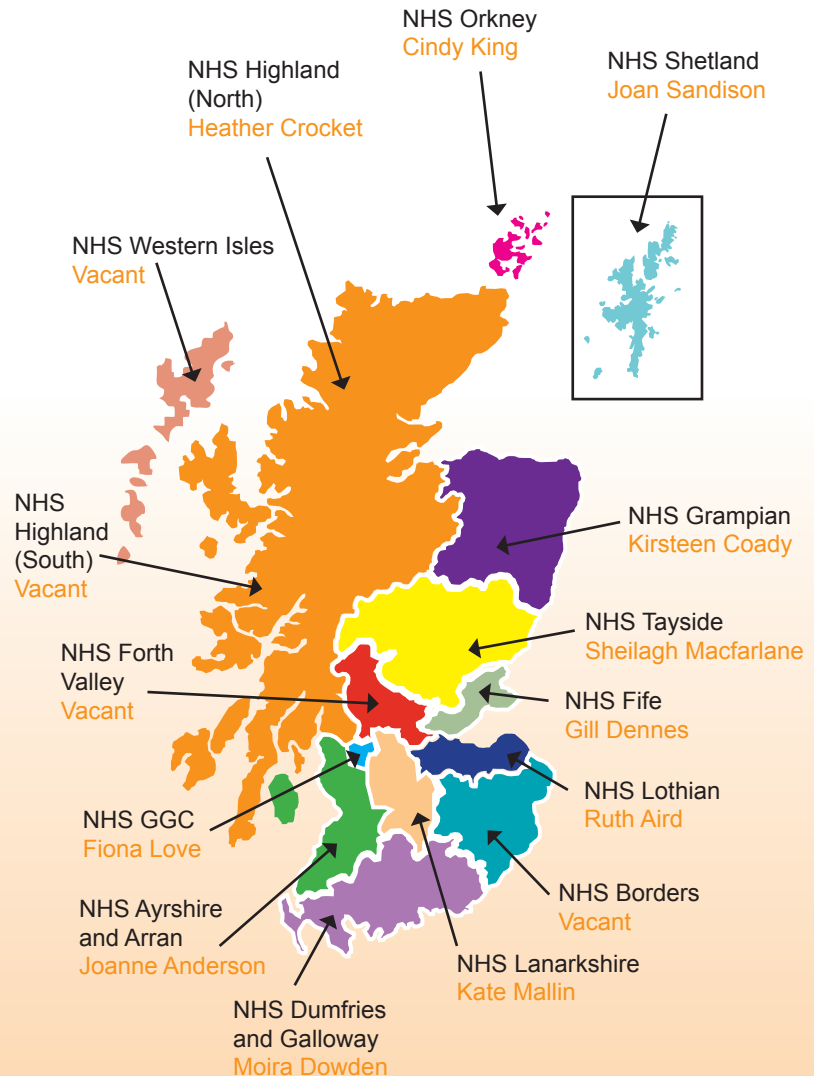 NHS Orkney
Cindy King
NHS Shetland
Joan Sandison
NHS Highland
(North)
Heather Crocket
NHS Western Isles
Vacant
NHS
Highland
(South)
Vacant
NHS Grampian
Kirsteen Coady
NHS Tayside
Sheilagh Macfarlane
NHS Forth
Valley
Vacant
NHS Fife
Gill Dennes
NHS Lothian
Ruth Aird
NHS GGC
Fiona Love
NHS Borders
Vacant
NHS Ayrshire
and Arran
Joanne Anderson
NHS Lanarkshire
Kate Mallin
NHS Dumfries
and Galloway
Moira Dowden